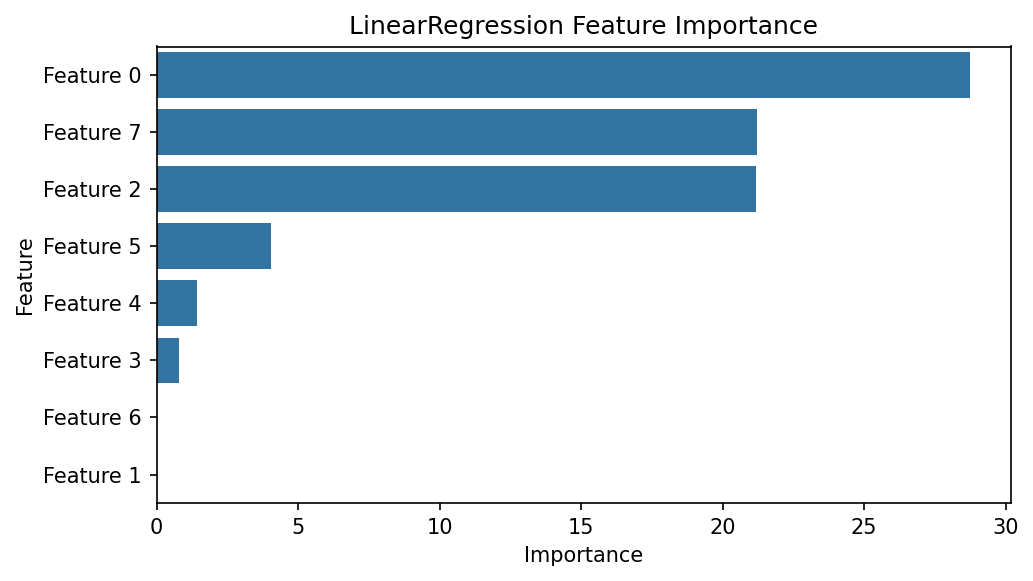 LinearRegression Feature Importance
Feature 0
Feature 7
Feature 2
Feature 5
Feature 4
Feature 3
Feature 6
Feature 1
Feature
0 5 10 15 20 25 30
Importance